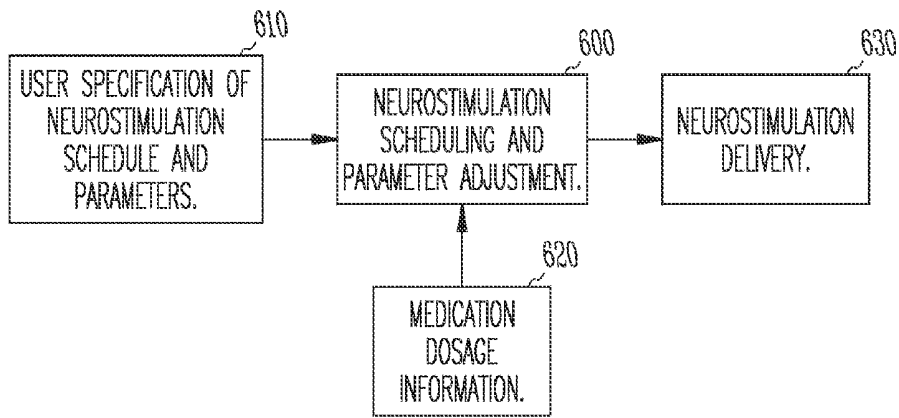 610
USER SPECIFICATION OF
NEUROSTIMULATION
SCHEDULE AND
PARAMETERS.
600
NEUROSTIMULATION
SCHEDULING AND
PARAMETER ADJUSTMENT.
630
NEUROSTIMULATION
DELIVERY.
620
MEDICATION
DOSAGE
INFORMATION.